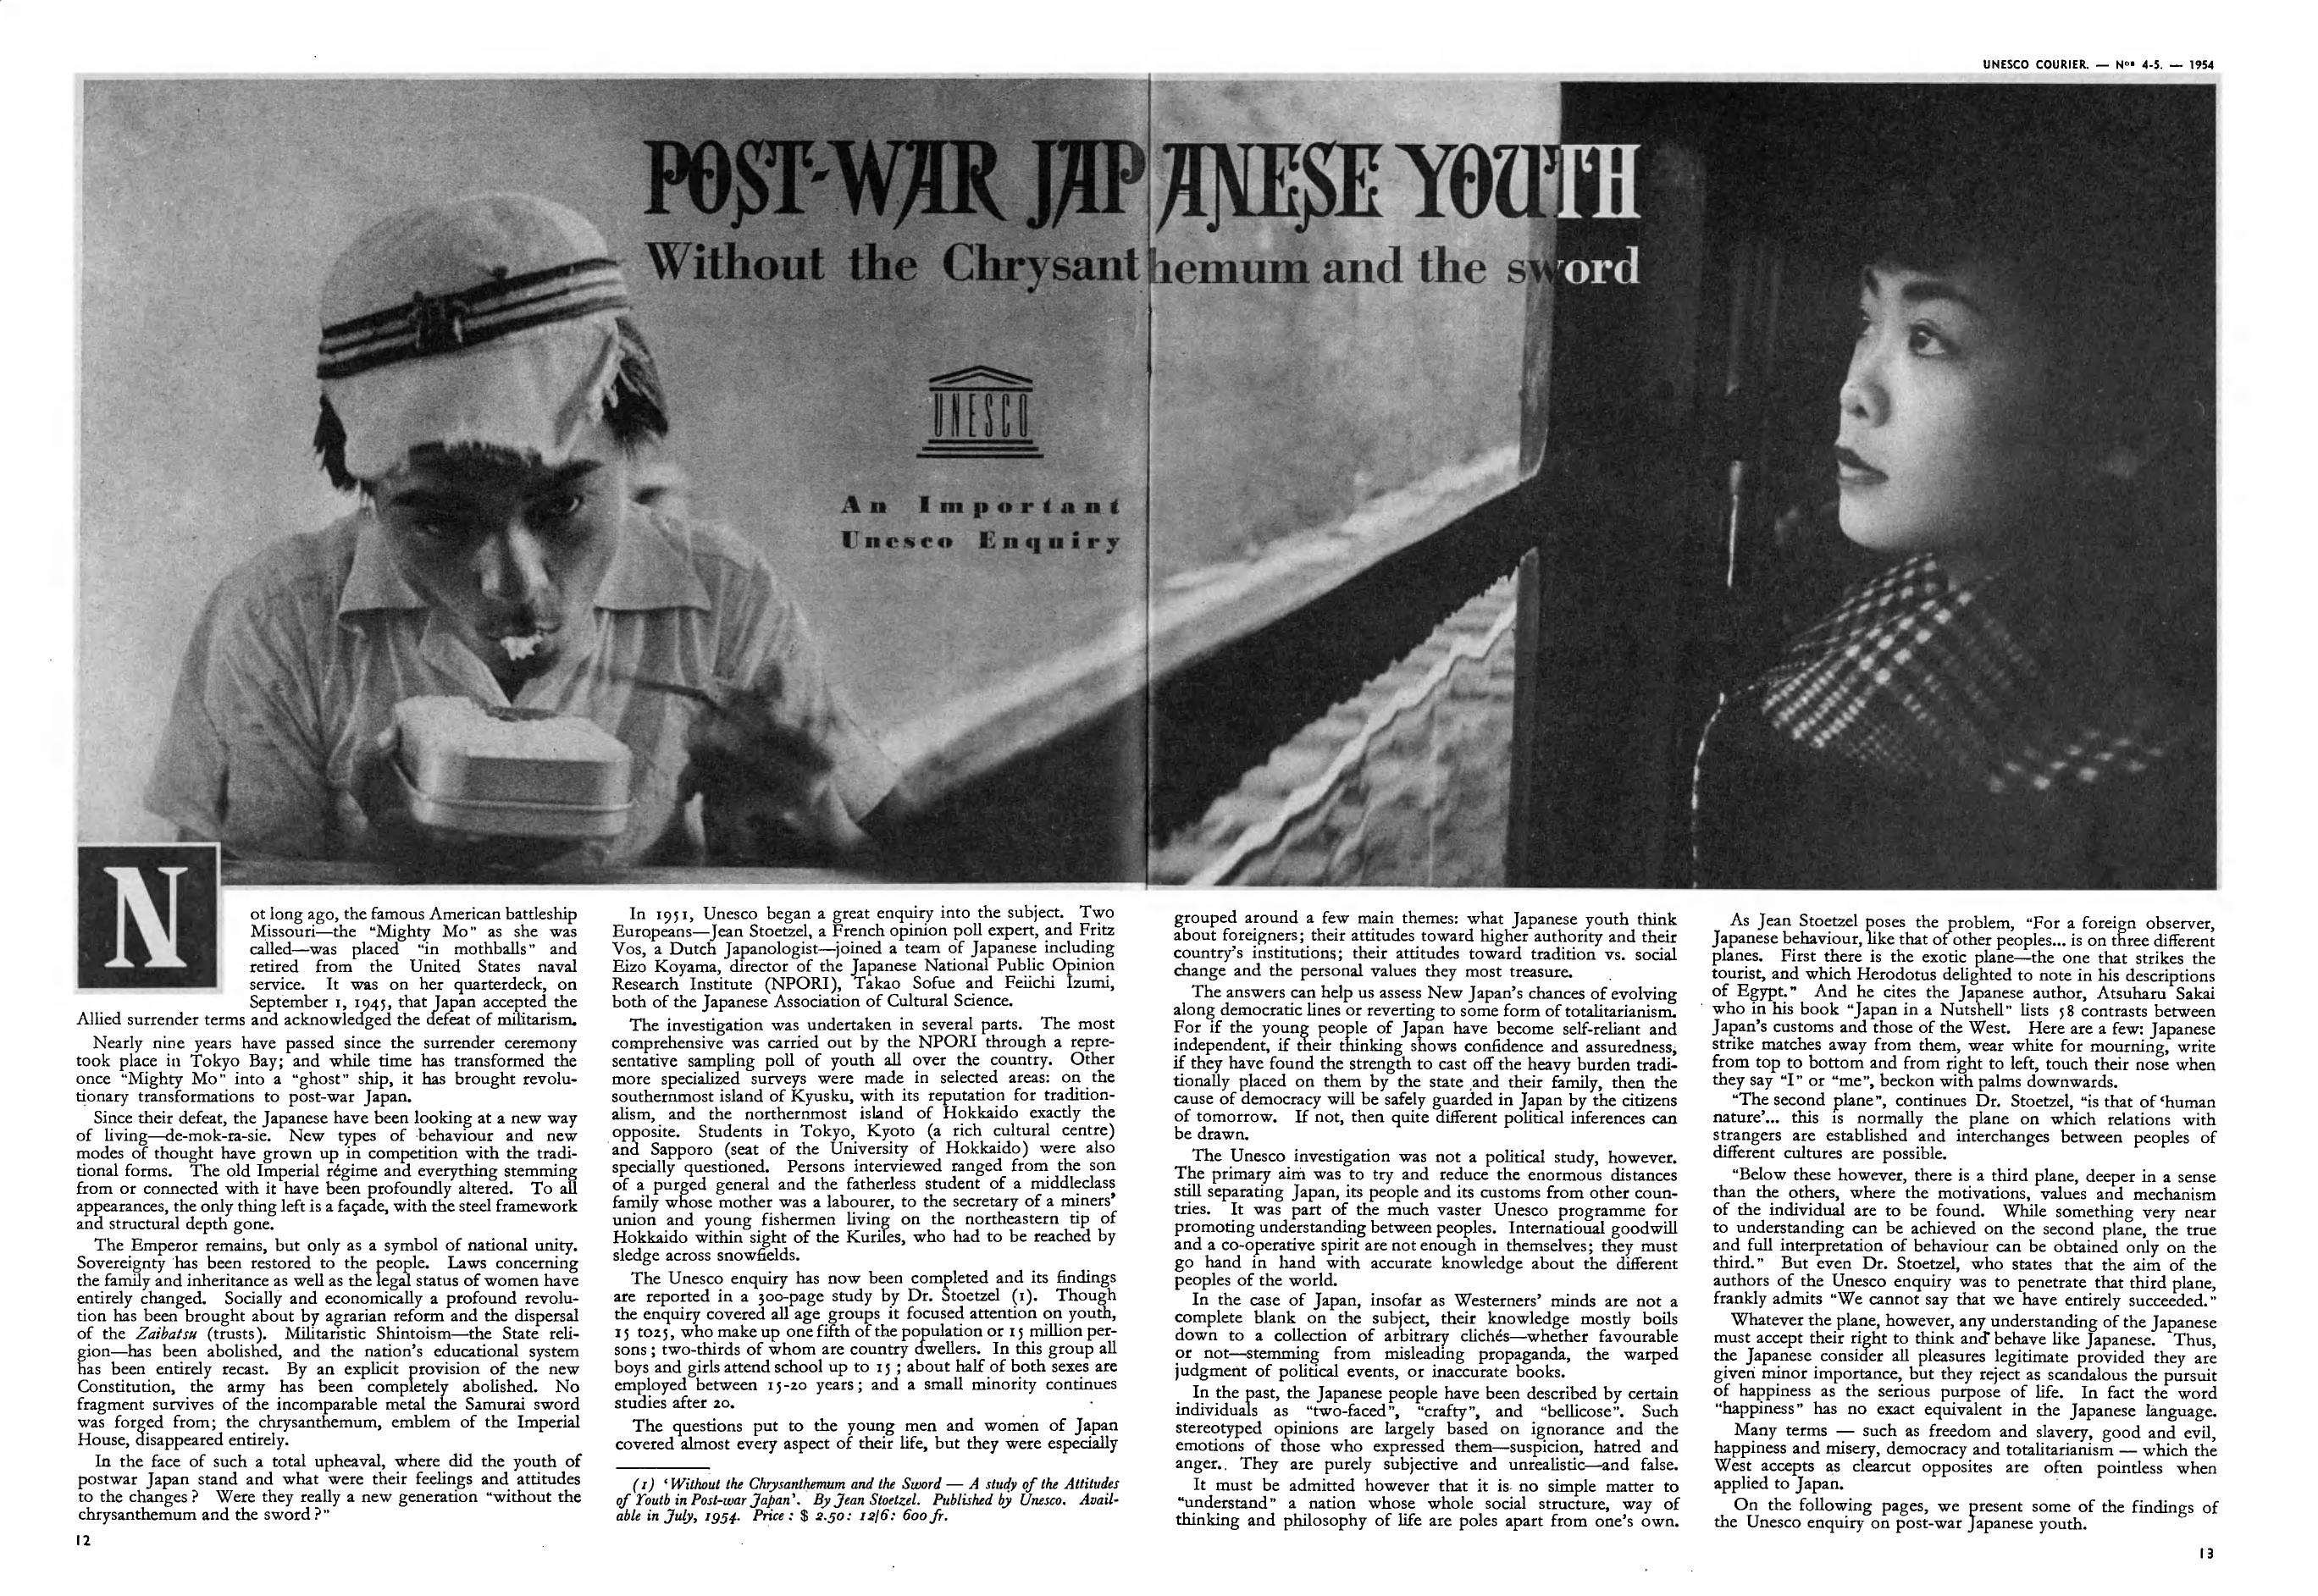 UNESCO COURIER. — Nos 4-5. — 1954
POST-WAR JAPANESE YOUTH
Without the Chrysanthemum and the sword
UNESCO
An Important
Unesco Enquiry
N
ot long ago, the famous American battleship
Missouri—the “Mighty Mo” as she was
called—was placed “in mothballs” and
retired from the United States naval
service. It was on her quarterdeck, on
September 1, 1945, that Japan accepted the
Allied surrender terms and acknowledged the defeat of militarism.
Nearly nine years have passed since the surrender ceremony
took place in Tokyo Bay; and while time has transformed the
once “Mighty Mo” into a “ghost” ship, it has brought revolu-
tionary transformations to post-war Japan.
Since their defeat, the Japanese have been looking at a new way
of living—de-mok-ra-sie. New types of behaviour and new
modes of thought have grown up in competition with the tradi-
tional forms. The old Imperial régime and everything stemming
from or connected with it have been profoundly altered. To all
appearances, the only thing left is a façade, with the steel framework
and structural depth gone.
The Emperor remains, but only as a symbol of national unity.
Sovereignty has been restored to the people. Laws concerning
the family and inheritance as well as the legal status of women have
entirely changed. Socially and economically a profound revolu-
tion has been brought about by agrarian reform and the dispersal
of the Zaibatsu (trusts). Militaristic Shintoism—the State reli-
gion—has been abolished, and the nation's educational system
has been entirely recast. By an explicit provision of the new
Constitution, the army has been completely abolished. No
fragment survives of the incomparable metal the Samurai sword
was forged from; the chrysanthemum, emblem of the Imperial
House, disappeared entirely.
In the face of such a total upheaval, where did the youth of
postwar Japan stand and what were their feelings and attitudes
to the changes ? Were they really a new generation “without the
chrysanthemum and the sword ?”
12
In 1951, Unesco began a great enquiry into the subject. Two
Europeans—Jean Stoetzel, a French opinion poll expert, and Fritz
Vos, a Dutch Japanologist—joined a team of Japanese including
Eizo Koyama, director of the Japanese National Public Opinion
Research Institute (NPORI), Takao Sofue and Feiichi Izumi,
both of the Japanese Association of Cultural Science.
The investigation was undertaken in several parts. The most
comprehensive was carried out by the NPORI through a repre-
sentative sampling poll of youth all over the country. Other
more specialized surveys were made in selected areas: on the
southernmost island of Kyusku, with its reputation for tradition-
alism, and the northernmost island of Hokkaido exactly the
opposite. Students in Tokyo, Kyoto (a rich cultural centre)
and Sapporo (seat of the University of Hokkaido) were also
specially questioned. Persons interviewed ranged from the son
of a purged general and the fatherless student of a middleclass
family whose mother was a labourer, to the secretary of a miners'
union and young fishermen living on the northeastern tip of
Hokkaido within sight of the Kuriles, who had to be reached by
sledge across snowfields.
The Unesco enquiry has now been completed and its findings
are reported in a 300-page study by Dr. Stoetzel (1). Though
the enquiry covered all age groups it focused attention on youth,
15 to25, who make up one fifth of the population or 15 million per-
sons ; two-thirds of whom are country dwellers. In this group all
boys and girls attend school up to 15 ; about half of both sexes are
employed between 15-20 years ; and a small minority continues
studies after 20.
The questions put to the young men and women of Japan
covered almost every aspect of their life, but they were especially
(1) ‘Without the Chrysanthemum and the Sword — A study of the Attitudes
of Youth in Post-war Japan’. By Jean Stoetzel. Published by Unesco. Avail-
able in July, 1954. Price : $ 2.50 : 12/6 : 600 fr.
grouped around a few main themes: what Japanese youth think
about foreigners; their attitudes toward higher authority and their
country's institutions; their attitudes toward tradition vs. social
change and the personal values they most treasure.
The answers can help us assess New Japan's chances of evolving
along democratic lines or reverting to some form of totalitarianism.
For if the young people of Japan have become self-reliant and
independent, if their thinking shows confidence and assuredness,
if they have found the strength to cast off the heavy burden tradi-
tionally placed on them by the state and their family, then the
cause of democracy will be safely guarded in Japan by the citizens
of tomorrow. If not, then quite different political inferences can
be drawn.
The Unesco investigation was not a political study, however.
The primary aim was to try and reduce the enormous distances
still separating Japan, its people and its customs from other coun-
tries. It was part of the much vaster Unesco programme for
promoting understanding between peoples. International goodwill
and a co-operative spirit are not enough in themselves; they must
go hand in hand with accurate knowledge about the different
peoples of the world.
In the case of Japan, insofar as Westerners' minds are not a
complete blank on the subject, their knowledge mostly boils
down to a collection of arbitrary clichés—whether favourable
or not—stemming from misleading propaganda, the warped
judgment of political events, or inaccurate books.
In the past, the Japanese people have been described by certain
individuals as “two-faced”, “crafty”, and “bellicose”. Such
stereotyped opinions are largely based on ignorance and the
emotions of those who expressed them—suspicion, hatred and
anger.. They are purely subjective and unrealistic—and false.
It must be admitted however that it is no simple matter to
“understand” a nation whose whole social structure, way of
thinking and philosophy of life are poles apart from one's own.
As Jean Stoetzel poses the problem, “For a foreign observer,
Japanese behaviour, like that of other peoples... is on three different
planes. First there is the exotic plane—the one that strikes the
tourist, and which Herodotus delighted to note in his descriptions
of Egypt.” And he cites the Japanese author, Atsuharu Sakai
who in his book “Japan in a Nutshell” lists 58 contrasts between
Japan's customs and those of the West. Here are a few: Japanese
strike matches away from them, wear white for mourning, write
from top to bottom and from right to left, touch their nose when
they say “I” or “me”, beckon with palms downwards.
“The second plane”, continues Dr. Stoetzel, “is that of ‘human
nature’... this is normally the plane on which relations with
strangers are established and interchanges between peoples of
different cultures are possible.
“Below these however, there is a third plane, deeper in a sense
than the others, where the motivations, values and mechanism
of the individual are to be found. While something very near
to understanding can be achieved on the second plane, the true
and full interpretation of behaviour can be obtained only on the
third.” But even Dr. Stoetzel, who states that the aim of the
authors of the Unesco enquiry was to penetrate that third plane,
frankly admits “We cannot say that we have entirely succeeded.”
Whatever the plane, however, any understanding of the Japanese
must accept their right to think and behave like Japanese. Thus,
the Japanese consider all pleasures legitimate provided they are
given minor importance, but they reject as scandalous the pursuit
of happiness as the serious purpose of life. In fact the word
“happiness” has no exact equivalent in the Japanese language.
Many terms — such as freedom and slavery, good and evil,
happiness and misery, democracy and totalitarianism — which the
West accepts as clearcut opposites are often pointless when
applied to Japan.
On the following pages, we present some of the findings of
the Unesco enquiry on post-war Japanese youth.
13